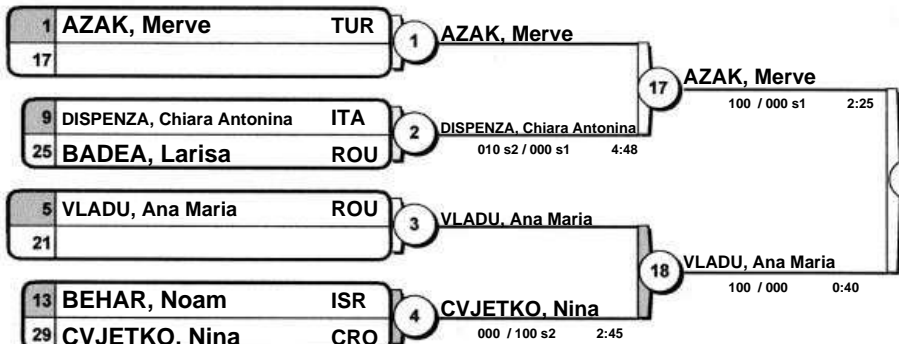 1 AZAK, Merve TUR
17
1 AZAK, Merve
9 DISPENZA, Chiara Antonina ITA
25 BADEA, Larisa ROU
2 DISPENZA, Chiara Antonina
010 s2 / 000 s1 4:48
17 AZAK, Merve
100 / 000 s1 2:25
5 VLADU, Ana Maria ROU
21
3 VLADU, Ana Maria
13 BEHAR, Noam ISR
29 CVJETKO, Nina CRO
4 CVJETKO, Nina
000 / 100 s2 2:45
18 VLADU, Ana Maria
100 / 000 0:40